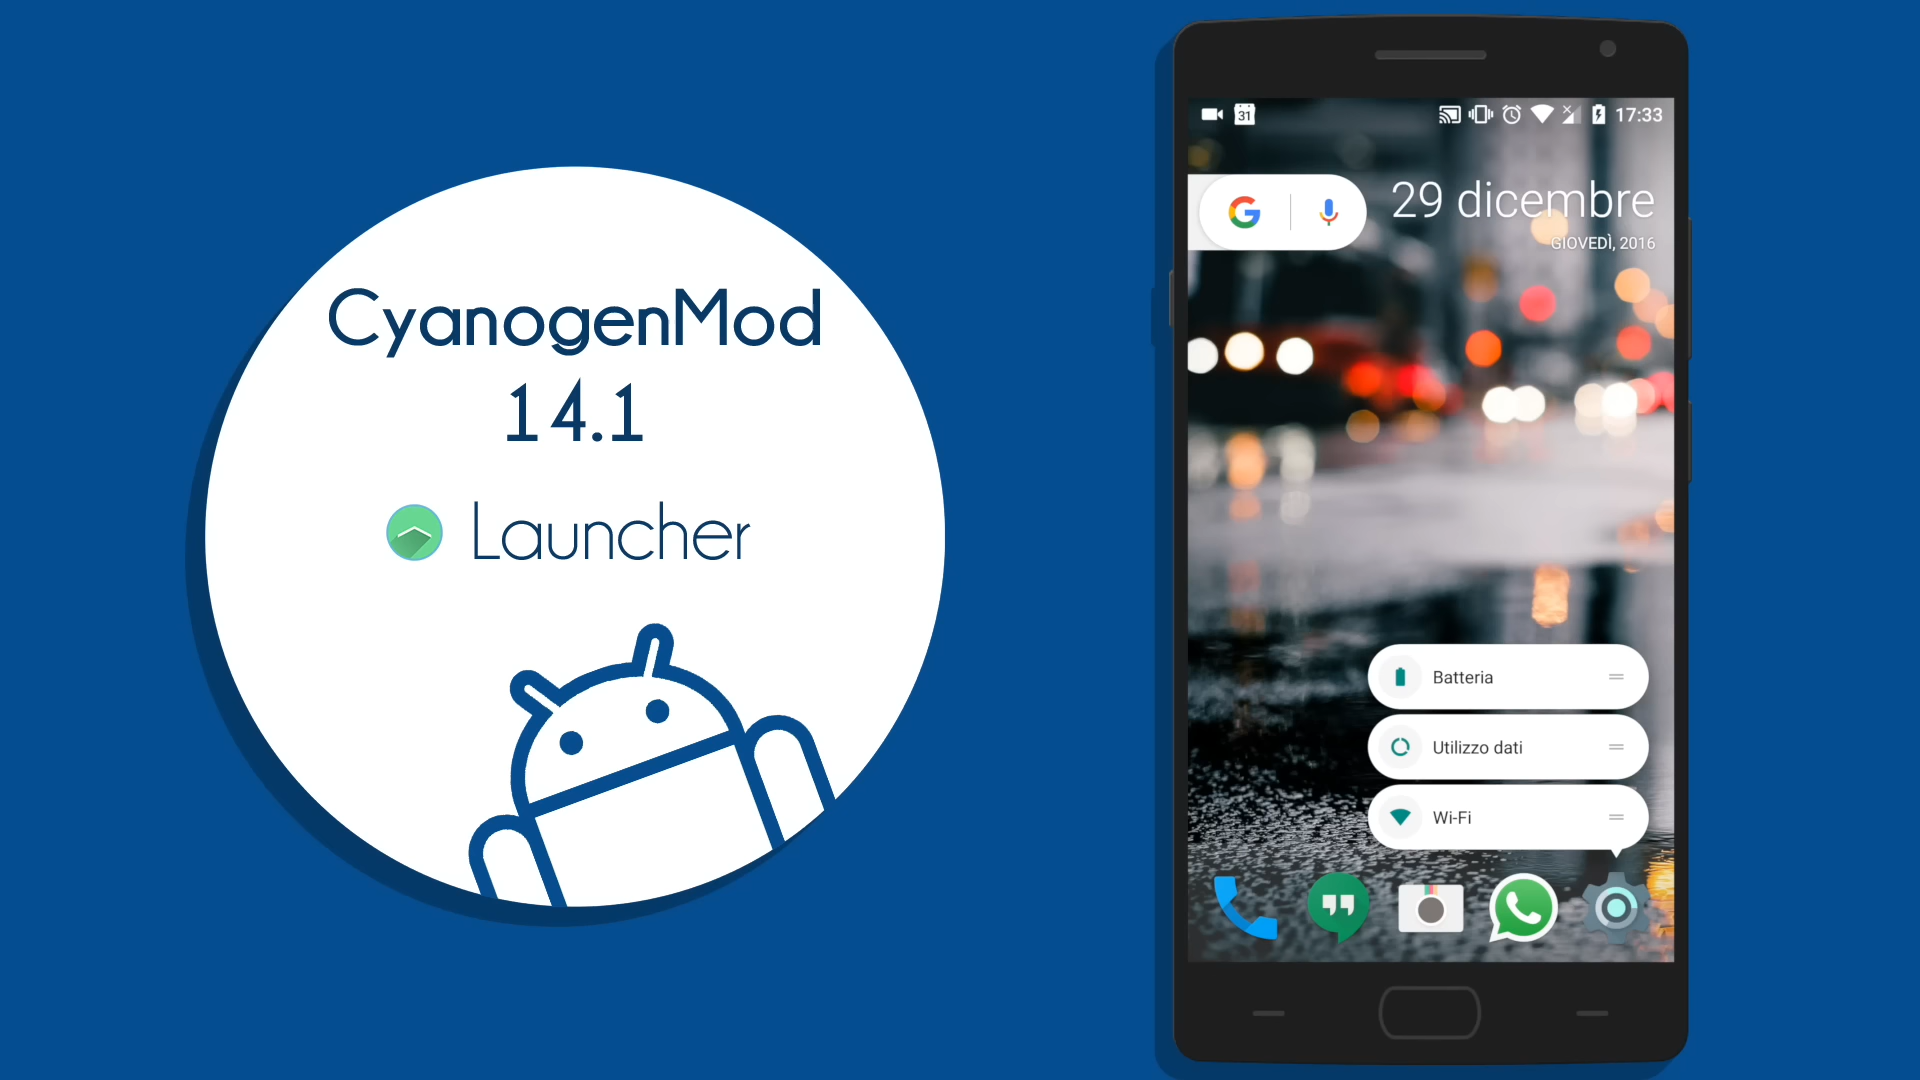 CyanogenMod
14.1
Launcher
31
17:33
G
29 dicembre
GIOVEDÌ, 2016
Batteria
Utilizzo dati
Wi-Fi